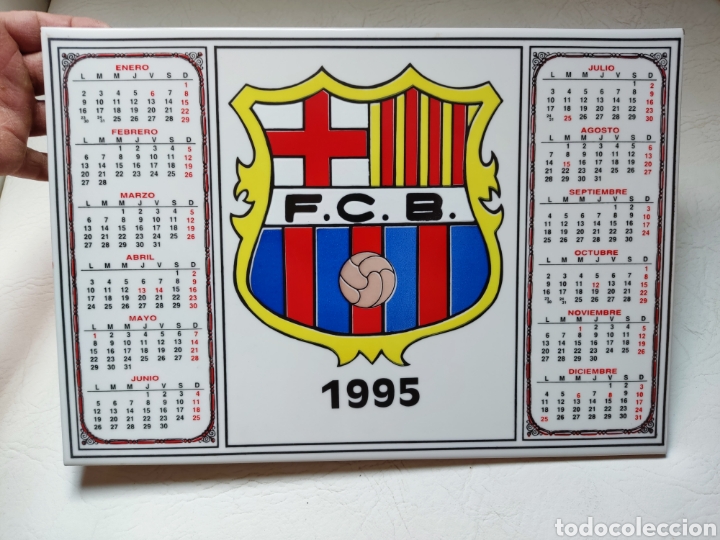 ENERO
L M M J V S D
1
2 3 4 5 6 7 8
9 10 11 12 13 14 15
16 17 18 19 20 21 22
23/30 24/31 25 26 27 28 29
FEBRERO
L M M J V S D
1 2 3 4 5
6 7 8 9 10 11 12
13 14 15 16 17 18 19
20 21 22 23 24 25 26
27 28
MARZO
L M M J V S D
1 2 3 4 5
6 7 8 9 10 11 12
13 14 15 16 17 18 19
20 21 22 23 24 25 26
27 28 29 30 31
ABRIL
L M M J V S D
1 2
3 4 5 6 7 8 9
10 11 12 13 14 15 16
17 18 19 20 21 22 23
24 25 26 27 28 29 30
MAYO
L M M J V S D
1 2 3 4 5 6 7
8 9 10 11 12 13 14
15 16 17 18 19 20 21
22 23 24 25 26 27 28
29 30 31
JUNIO
L M M J V S D
1 2 3 4
5 6 7 8 9 10 11
12 13 14 15 16 17 18
19 20 21 22 23 24 25
26 27 28 29 30
F.C.B.
1995
JULIO
L M M J V S D
1 2
3 4 5 6 7 8 9
10 11 12 13 14 15 16
17 18 19 20 21 22 23
24/31 25 26 27 28 29 30
AGOSTO
L M M J V S D
1 2 3 4 5 6
7 8 9 10 11 12 13
14 15 16 17 18 19 20
21 22 23 24 25 26 27
28 29 30 31
SEPTIEMBRE
L M M J V S D
1 2 3
4 5 6 7 8 9 10
11 12 13 14 15 16 17
18 19 20 21 22 23 24
25 26 27 28 29 30
OCTUBRE
L M M J V S D
1
2 3 4 5 6 7 8
9 10 11 12 13 14 15
16 17 18 19 20 21 22
23/30 24/31 25 26 27 28 29
NOVIEMBRE
L M M J V S D
1 2 3 4 5
6 7 8 9 10 11 12
13 14 15 16 17 18 19
20 21 22 23 24 25 26
27 28 29 30
DICIEMBRE
L M M J V S D
1 2 3
4 5 6 7 8 9 10
11 12 13 14 15 16 17
18 19 20 21 22 23 24
25 26 27 28 29 30 31
todocoleccion